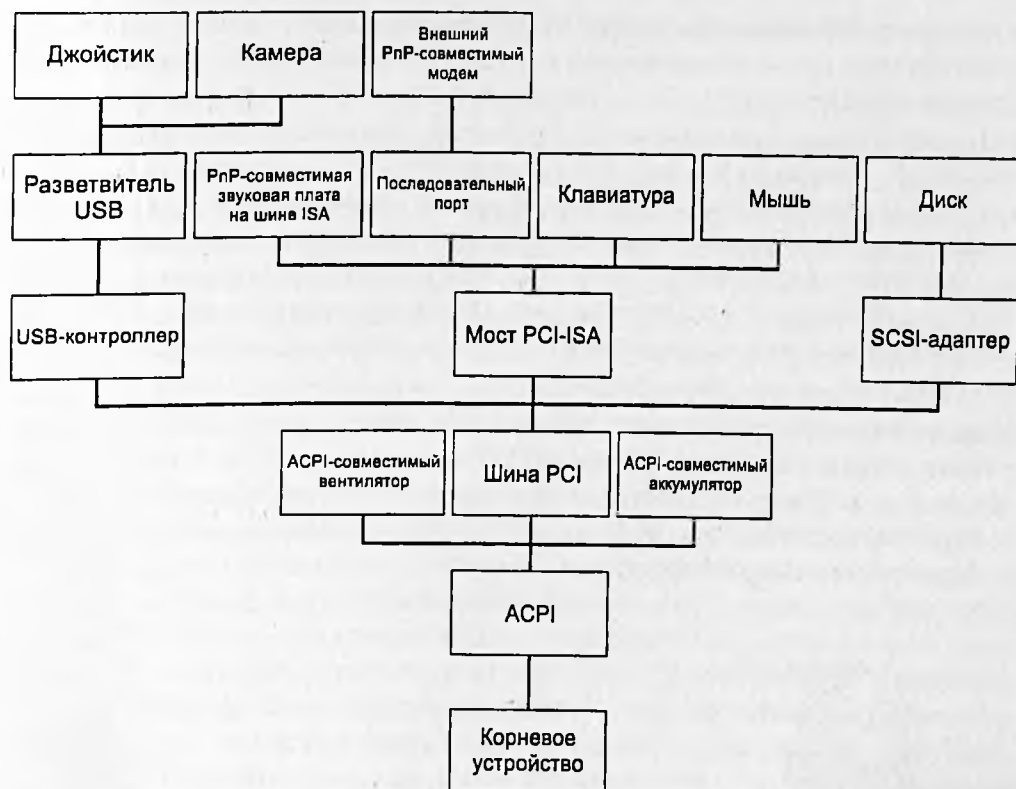 Джойстик
Камера
Внешний
PnP-совместимый
модем
Разветвитель
USB
PnP-совместимая
звуковая плата
на шине ISA
Последовательный
порт
Клавиатура
Мышь
Диск
USB-контроллер
Мост PCI-ISA
SCSI-адаптер
ACPI-совместимый
вентилятор
Шина PCI
ACPI-совместимый
аккумулятор
ACPI
Корневое
устройство